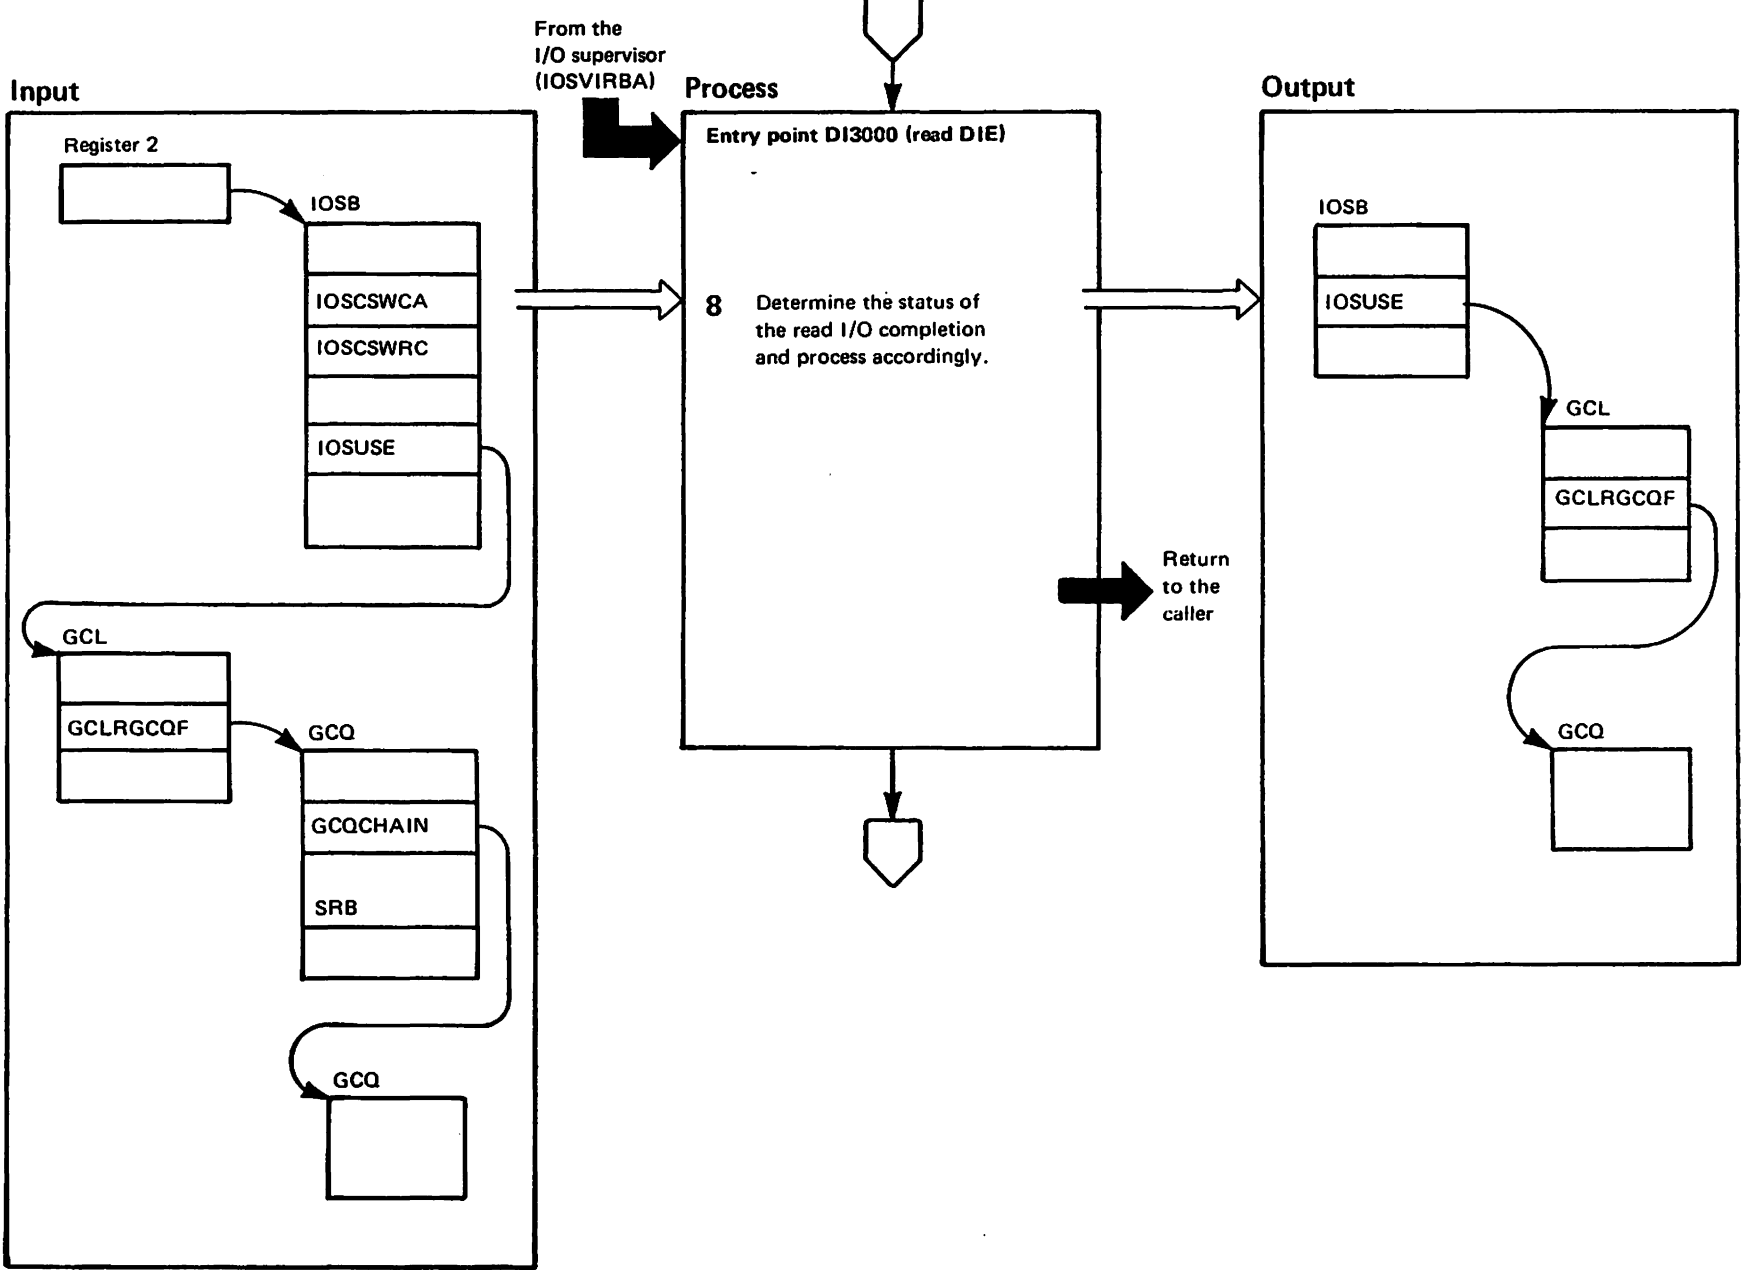 From the
I/O supervisor
(IOSVIRBA)
Input
Register 2
IOSB
IOSCSWCA
IOSCSWRC
IOSUSE
GCL
GCLRGCQF
GCQ
GCQCHAIN
SRB
GCQ
Process
Entry point DI3000 (read DIE)
8 Determine the status of
the read I/O completion
and process accordingly.
Return
to the
caller
Output
IOSB
IOSUSE
GCL
GCLRGCQF
GCQ